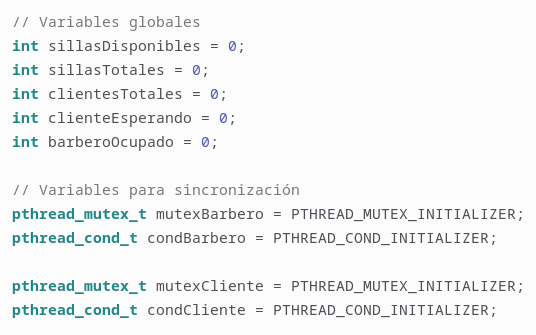 // Variables globales
int sillasDisponibles = 0;
int sillasTotales = 0;
int clientesTotales = 0;
int clienteEsperando = 0;
int barberoOcupado = 0;
// Variables para sincronización
pthread_mutex_t mutexBarbero = PTHREAD_MUTEX_INITIALIZER;
pthread_cond_t condBarbero = PTHREAD_COND_INITIALIZER;
pthread_mutex_t mutexCliente = PTHREAD_MUTEX_INITIALIZER;
pthread_cond_t condCliente = PTHREAD_COND_INITIALIZER;